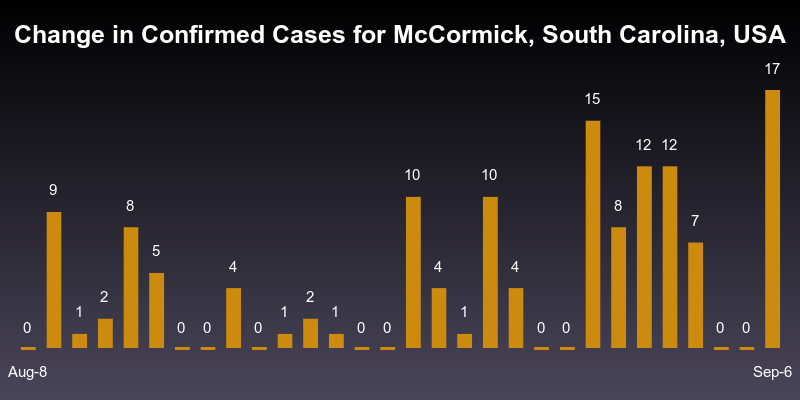 Change in Confirmed Cases for McCormick, South Carolina, USA
0 9 1 2 8 5 0 0 4 0 1 2 1 0 0 10 4 1 10 4 0 0 15 8 12 12 7 0 0 17
Aug-8 Sep-6